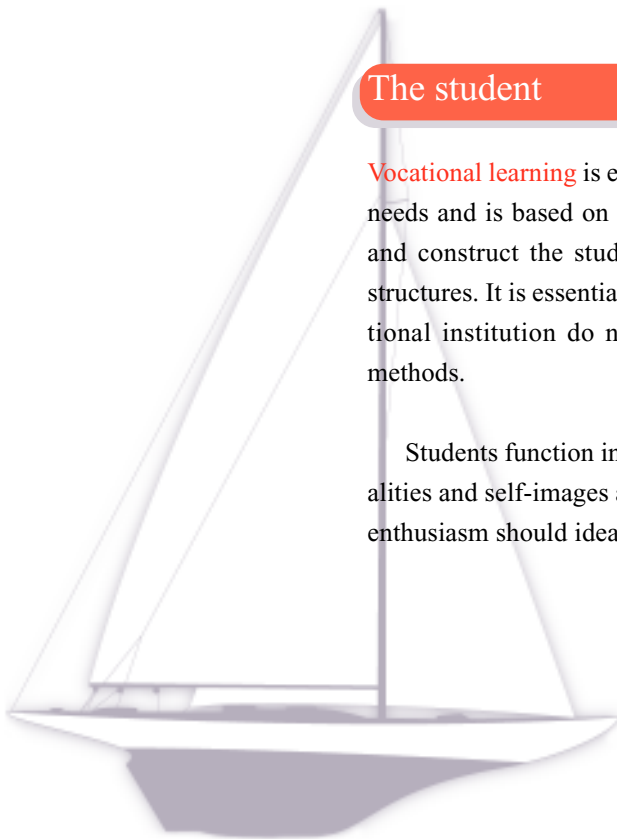 The student
Vocational learning is e
needs and is based on
and construct the stud
structures. It is essentia
tional institution do n
methods.
Students function in
alities and self-images a
enthusiasm should idea